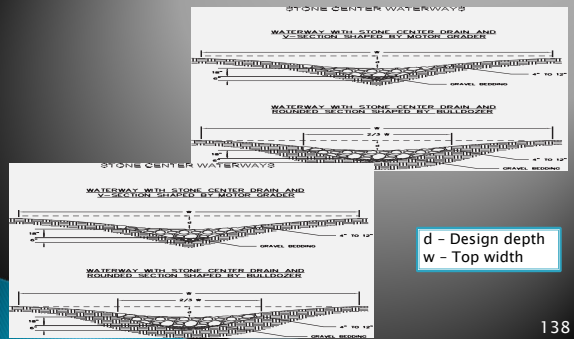 STONE CENTER WATERWAYS
WATERWAY WITH STONE CENTER DRAIN AND
V-SECTION SHAPED BY MOTOR GRADER
W
d
18"
6"
4" TO 12"
GRAVEL BEDDING
WATERWAY WITH STONE CENTER DRAIN AND
ROUNDED SECTION SHAPED BY BULLDOZER
W
2/3 W
d
18"
6"
4" TO 12"
GRAVEL BEDDING
STONE CENTER WATERWAYS
WATERWAY WITH STONE CENTER DRAIN AND
V-SECTION SHAPED BY MOTOR GRADER
W
d
18"
6"
4" TO 12"
GRAVEL BEDDING
WATERWAY WITH STONE CENTER DRAIN AND
ROUNDED SECTION SHAPED BY BULLDOZER
W
2/3 W
d
18"
6"
4" TO 12"
GRAVEL BEDDING
d - Design depth
w - Top width
138